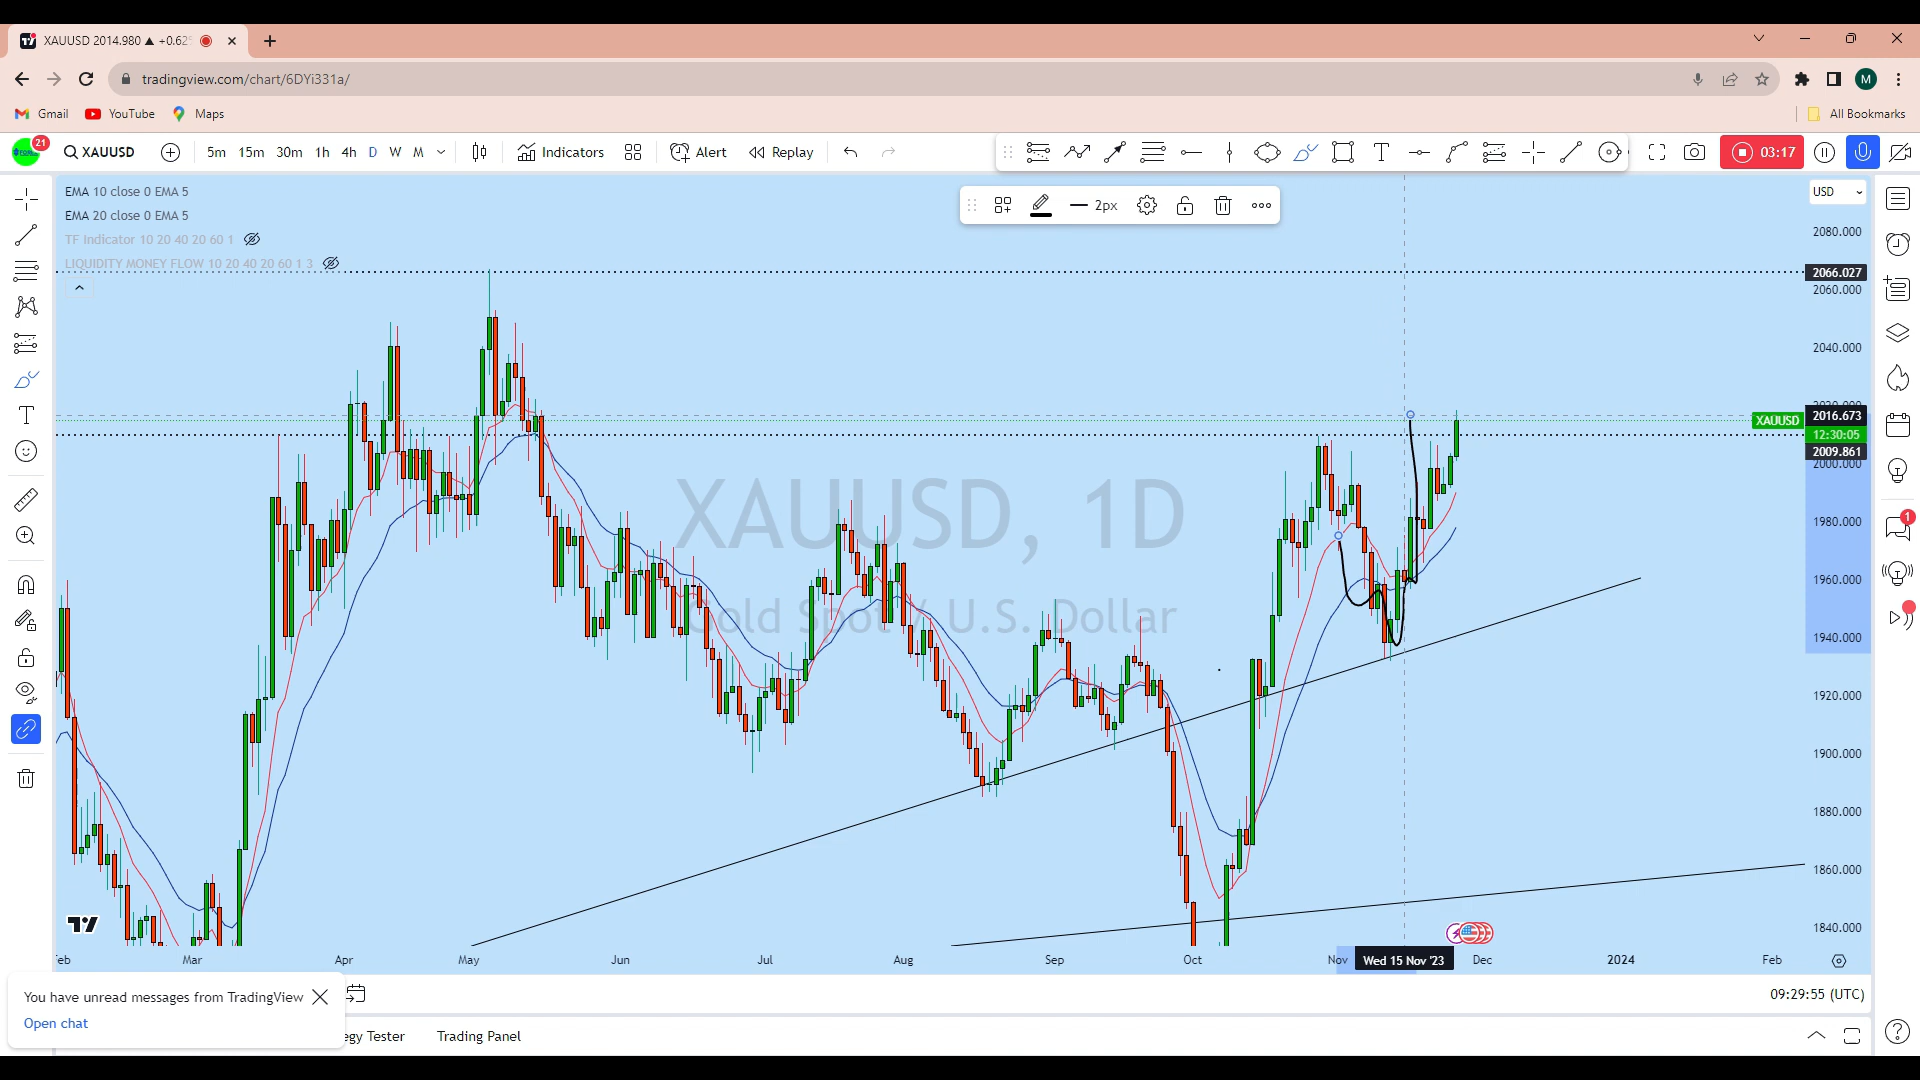 XAUUSD 2014.980 ▲ +0.62
tradingview.com/chart/6DYi331a/
M
Gmail YouTube Maps All Bookmarks
21 XAUUSD 5m 15m 30m 1h 4h D W M Indicators Alert Replay T 03:17
EMA 10 close 0 EMA 5
2px
USD
EMA 20 close 0 EMA 5
TF Indicator 10 20 40 20 60 1
LIQUIDITY MONEY FLOW 10 20 40 20 60 1 3
2080.000
2066.027
2060.000
2040.000
2016.673
XAUUSD
12:30:05
2009.861
2000.000
1980.000
1960.000
1940.000
1920.000
1900.000
1880.000
1860.000
1840.000
XAUUSD, 1D
Gold Spot / U.S. Dollar
1
eb Mar Apr May Jun Jul Aug Sep Oct Nov Wed 15 Nov '23 Dec 2024 Feb
You have unread messages from TradingView
Open chat
09:29:55 (UTC)
egy Tester Trading Panel